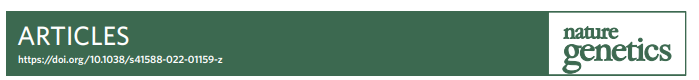 ARTICLES
https://doi.org/10.1038/s41588-022-01159-z
nature
genetics